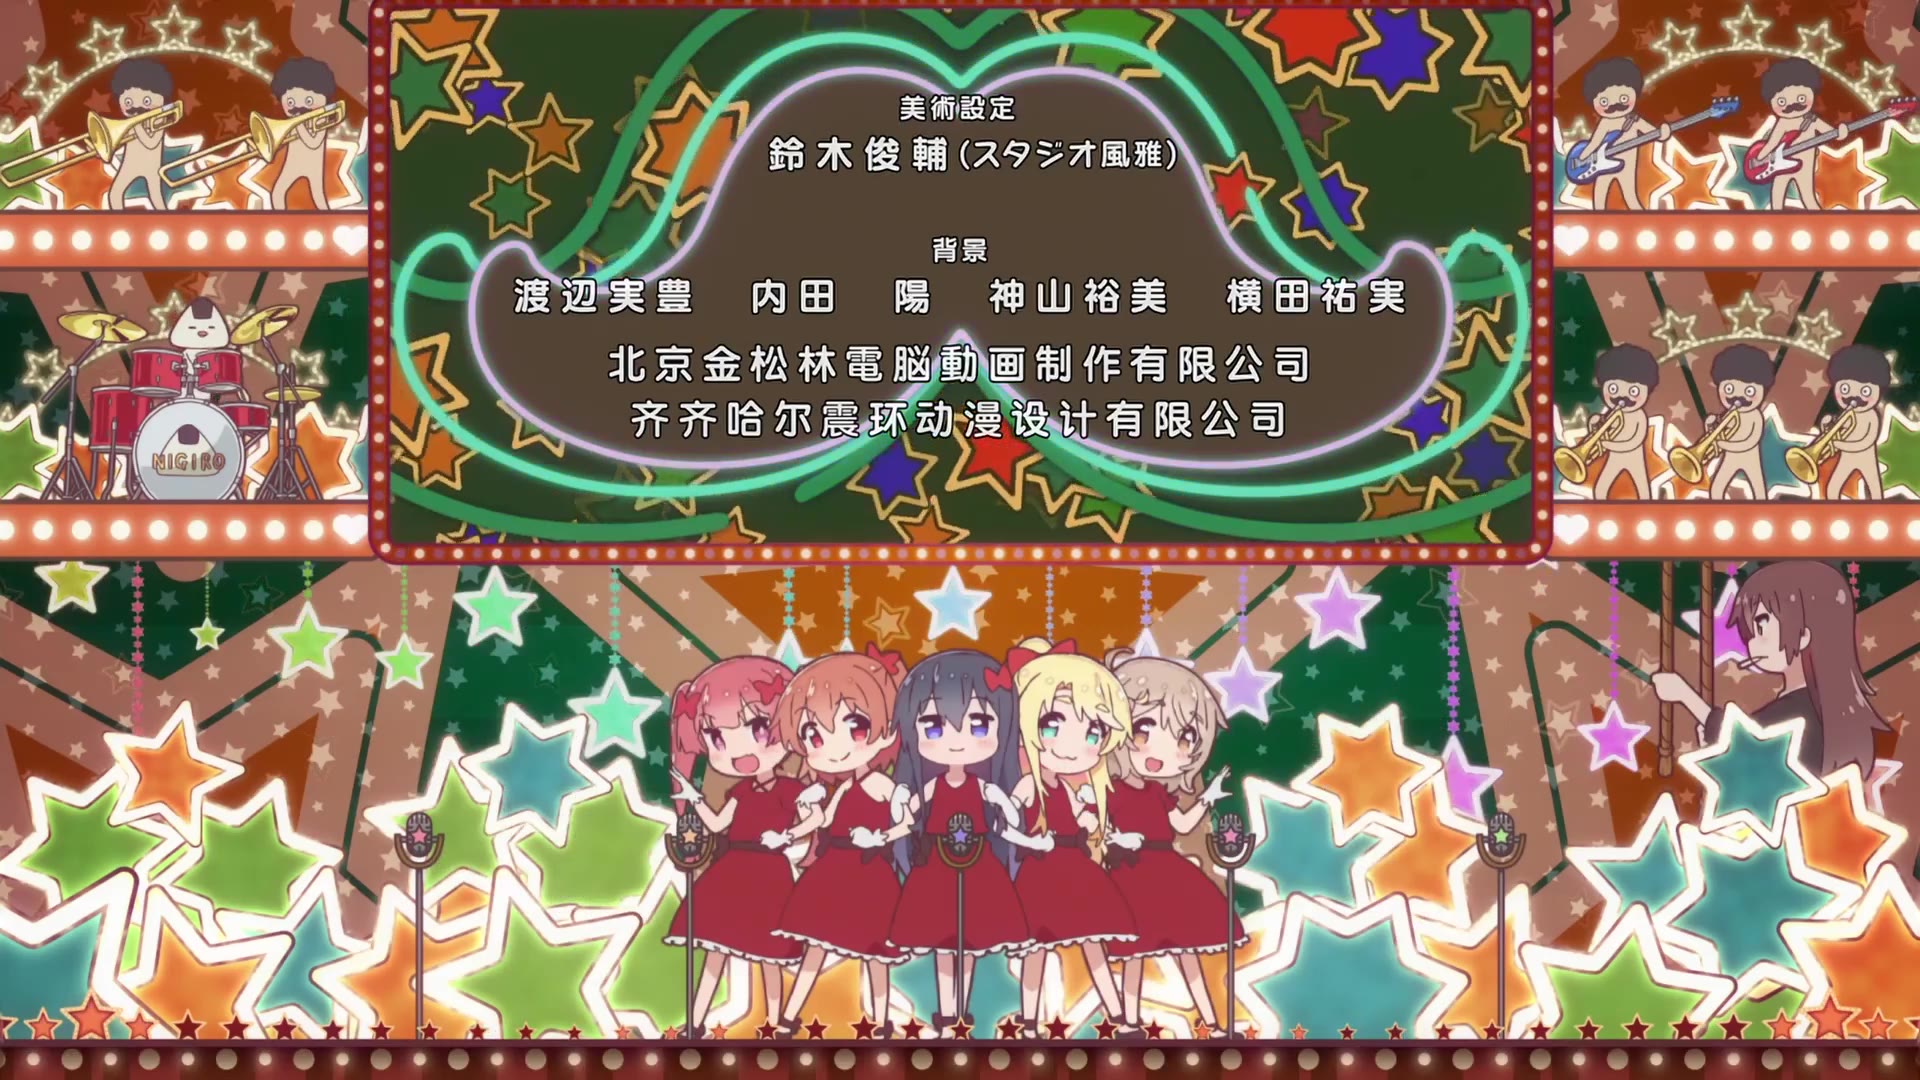 美術設定
鈴木俊輔(スタジオ風雅)
背景
渡辺実豊 内田 陽 神山裕美 横田祐実
北京金松林電脳動画制作有限公司
齐齐哈尔震环动漫设计有限公司
NIGIRO